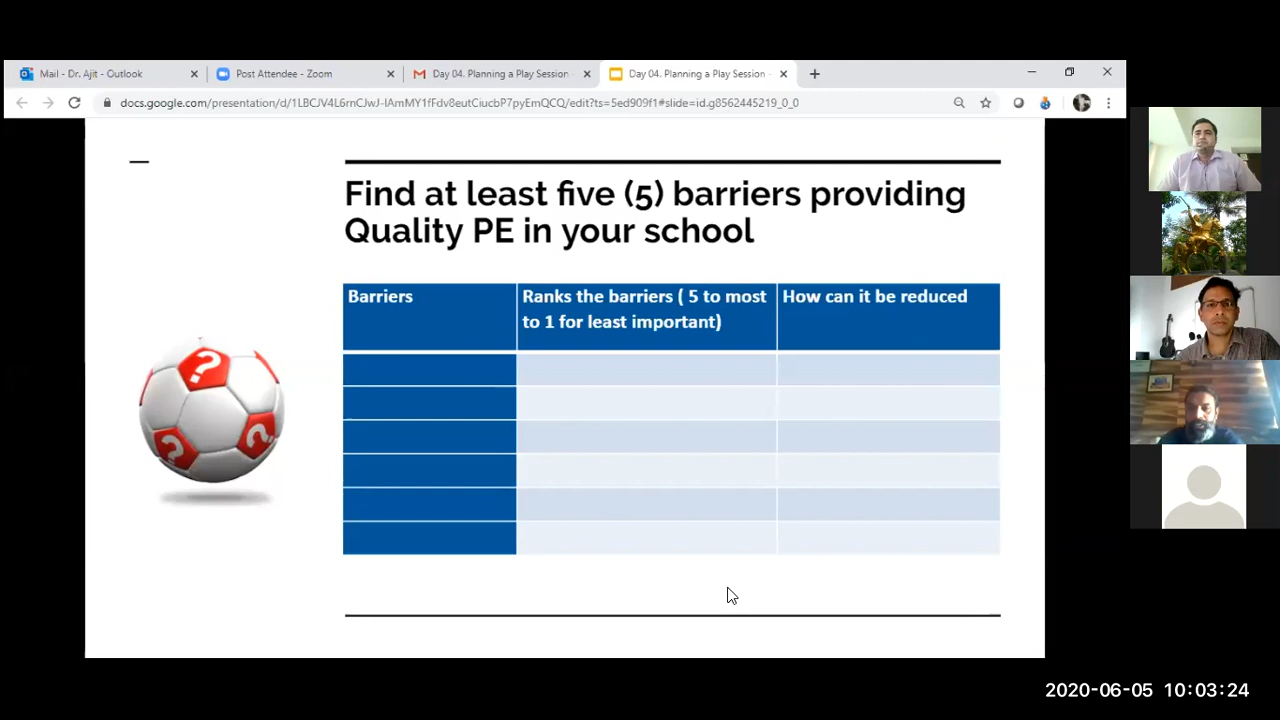 Mail - Dr. Ajit - Outlook
Post Attendee - Zoom
Day 04. Planning a Play Session
Day 04. Planning a Play Session -
docs.google.com/presentation/d/1LBCJV4L6rnCJwJ-IAmMY1fFdv8eutCiucbP7pyEmQCQ/edit?ts=5ed909f1#slide=id.g8562445219_0_0
Find at least five (5) barriers providing
Quality PE in your school
Barriers
Ranks the barriers ( 5 to most
to 1 for least important)
How can it be reduced
? ? ?
2020-06-05 10:03:24